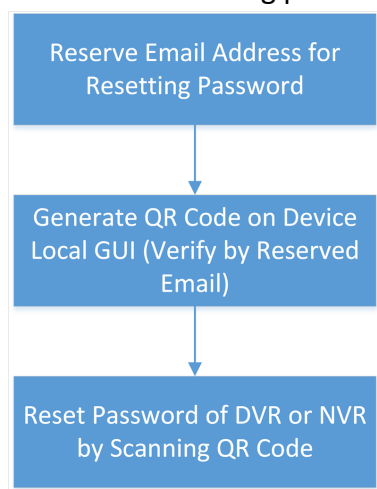 Reserve Email Address for
Resetting Password
Generate QR Code on Device
Local GUI (Verify by Reserved
Email)
Reset Password of DVR or NVR
by Scanning QR Code